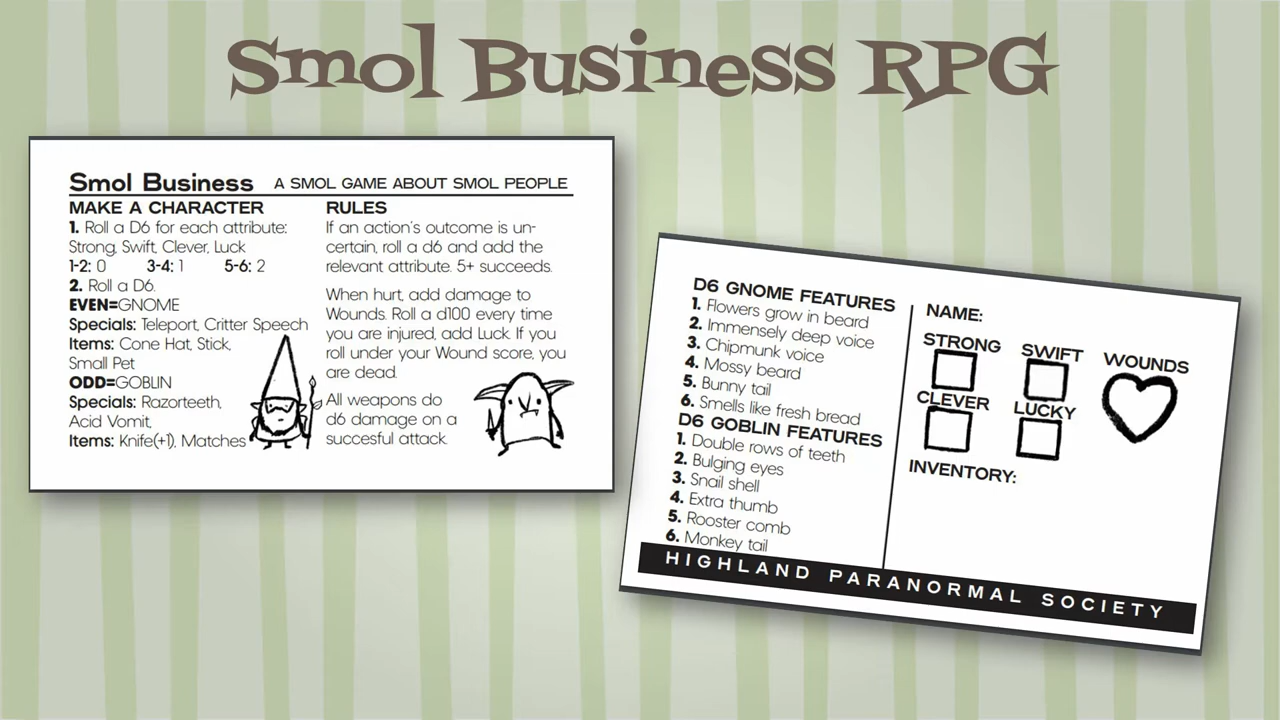 Smol Business RPG
Smol Business A SMOL GAME ABOUT SMOL PEOPLE
MAKE A CHARACTER
1. Roll a D6 for each attribute:
Strong, Swift, Clever, Luck
1-2: 0 3-4: 1 5-6: 2
2. Roll a D6.
EVEN=GNOME
Specials: Teleport, Critter Speech
Items: Cone Hat, Stick,
Small Pet
ODD=GOBLIN
Specials: Razorteeth,
Acid Vomit,
Items: Knife(+1), Matches
RULES
If an action's outcome is un-
certain, roll a d6 and add the
relevant attribute. 5+ succeeds.
When hurt, add damage to
Wounds. Roll a d100 every time
you are injured, add Luck. If you
roll under your Wound score, you
are dead.
All weapons do
d6 damage on a
succesful attack.
D6 GNOME FEATURES
1. Flowers grow in beard
2. Immensely deep voice
3. Chipmunk voice
4. Mossy beard
5. Bunny tail
6. Smells like fresh bread
D6 GOBLIN FEATURES
1. Double rows of teeth
2. Bulging eyes
3. Snail shell
4. Extra thumb
5. Rooster comb
6. Monkey tail
NAME:
STRONG SWIFT WOUNDS
CLEVER LUCKY
INVENTORY:
HIGHLAND PARANORMAL SOCIETY